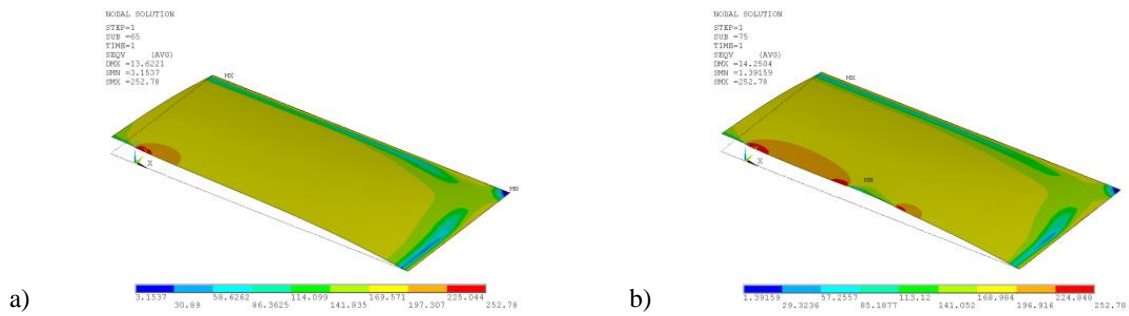 NODAL SOLUTION
STEP=1
SUB =65
TIME=1
SEQV (AVG)
DMX =13.6221
SMN =3.1537
SMX =252.78
MX
X
MN
3.1537 58.6262 114.099 169.571 225.044
30.89 86.3625 141.835 197.307 252.78
a)
NODAL SOLUTION
STEP=1
SUB =75
TIME=1
SEQV (AVG)
DMX =14.2504
SMN =1.39159
SMX =252.78
MX
X
MN
1.39159 57.2557 113.12 168.984 224.848
29.3236 85.1877 141.052 196.916 252.78
b)